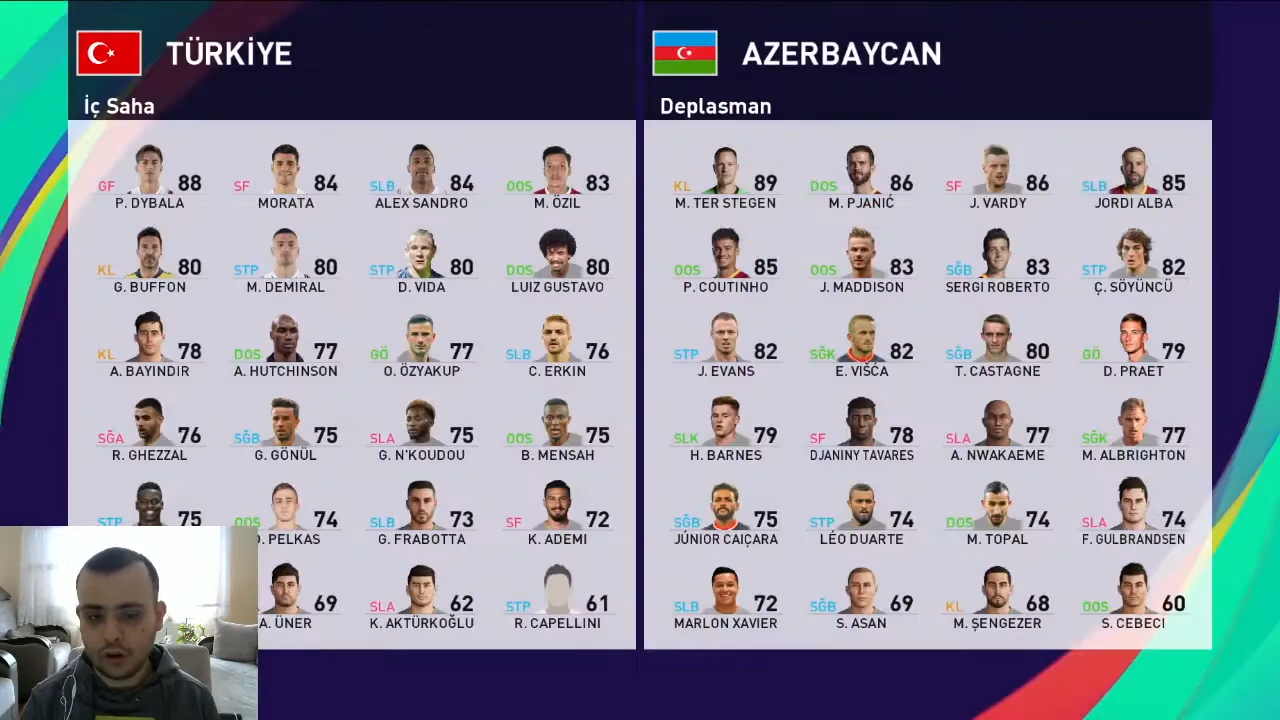 TÜRKİYE
İç Saha
GF 88 SF 84 SLB 84 OOS 83
P. DYBALA MORATA ALEX SANDRO M. ÖZIL
KL 80 STP 80 STP 80 DOS 80
G. BUFFON M. DEMIRAL D. VIDA LUIZ GUSTAVO
KL 78 DOS 77 GÖ 77 SLB 76
A. BAYINDIR A. HUTCHINSON O. ÖZYAKUP C. ERKIN
SĞA 76 SĞB 75 SLA 75 OOS 75
R. GHEZZAL G. GÖNÜL G. N'KOUDOU B. MENSAH
STP 75 OOS 74 SLB 73 SF 72
PELKAS G. FRABOTTA K. ADEMI
69 SLA 62 STP 61
A. ÜNER K. AKTÜRKOĞLU R. CAPELLINI
AZERBAYCAN
Deplasman
KL 89 DOS 86 SF 86 SLB 85
M. TER STEGEN M. PJANIĆ J. VARDY JORDI ALBA
OOS 85 OOS 83 SĞB 83 STP 82
P. COUTINHO J. MADDISON SERGI ROBERTO Ç. SÖYÜNCÜ
STP 82 SĞK 82 SĞB 80 GÖ 79
J. EVANS E. VIŠĆA T. CASTAGNE D. PRAET
SLK 79 SF 78 SLA 77 SĞK 77
H. BARNES DJANINY TAVARES A. NWAKAEME M. ALBRIGHTON
SĞB 75 STP 74 DOS 74 SLA 74
JÚNIOR CAIÇARA LÉO DUARTE M. TOPAL F. GULBRANDSEN
SLB 72 SĞB 69 KL 68 OOS 60
MARLON XAVIER S. ASAN M. ŞENGEZER S. CEBECI